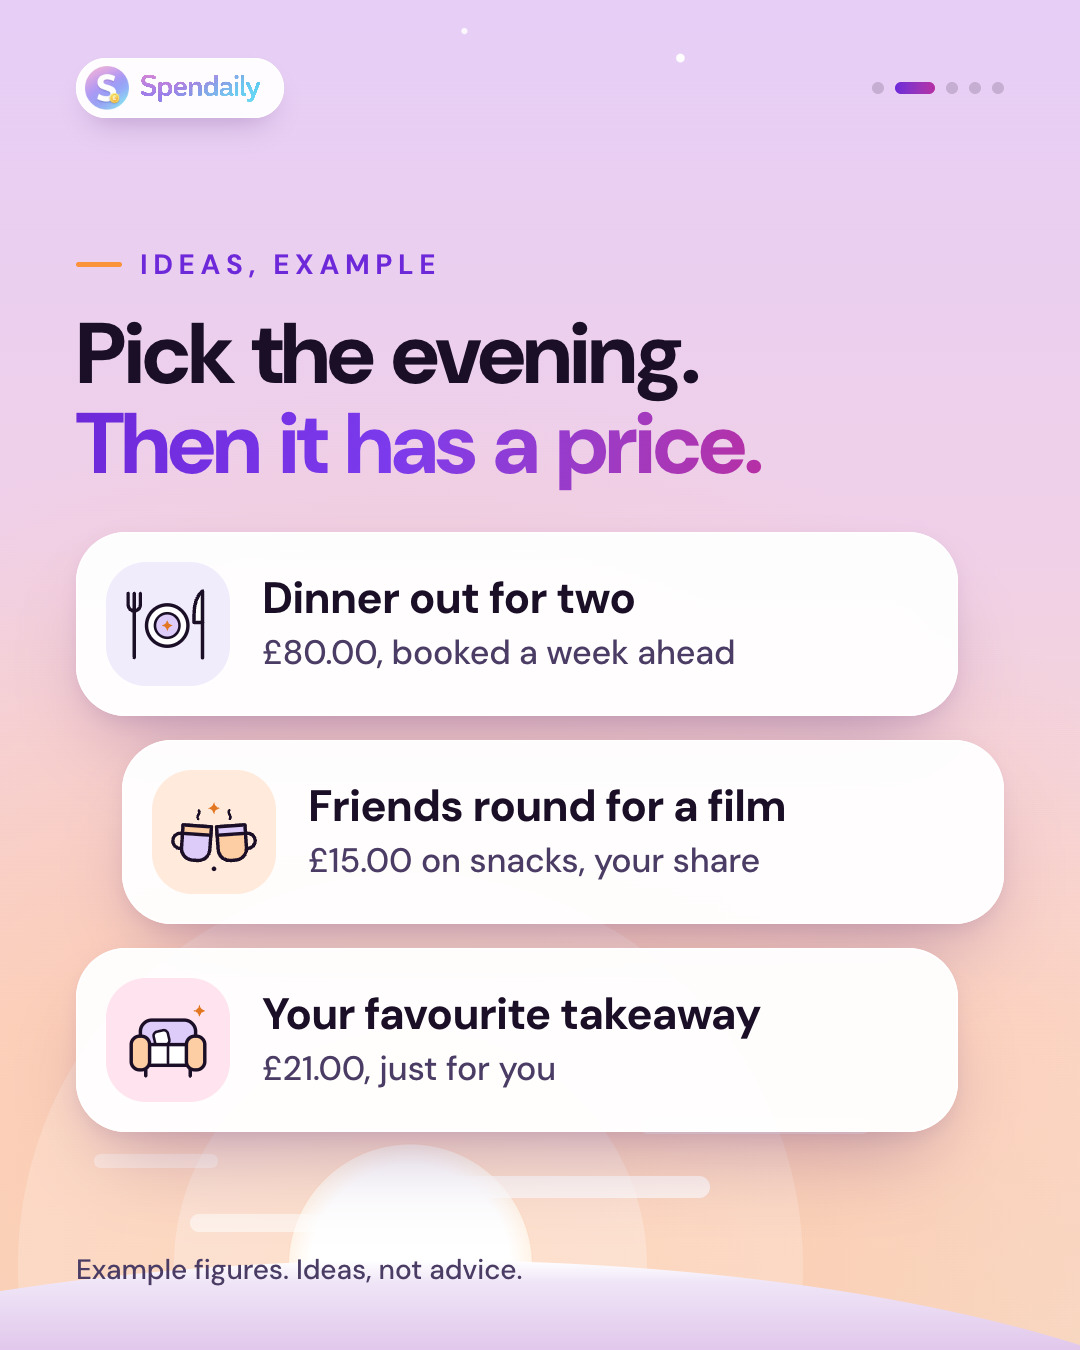 Spendaily
IDEAS, EXAMPLE
Pick the evening.
Then it has a price.
Dinner out for two
£80.00, booked a week ahead
Friends round for a film
£15.00 on snacks, your share
Your favourite takeaway
£21.00, just for you
Example figures. Ideas, not advice.